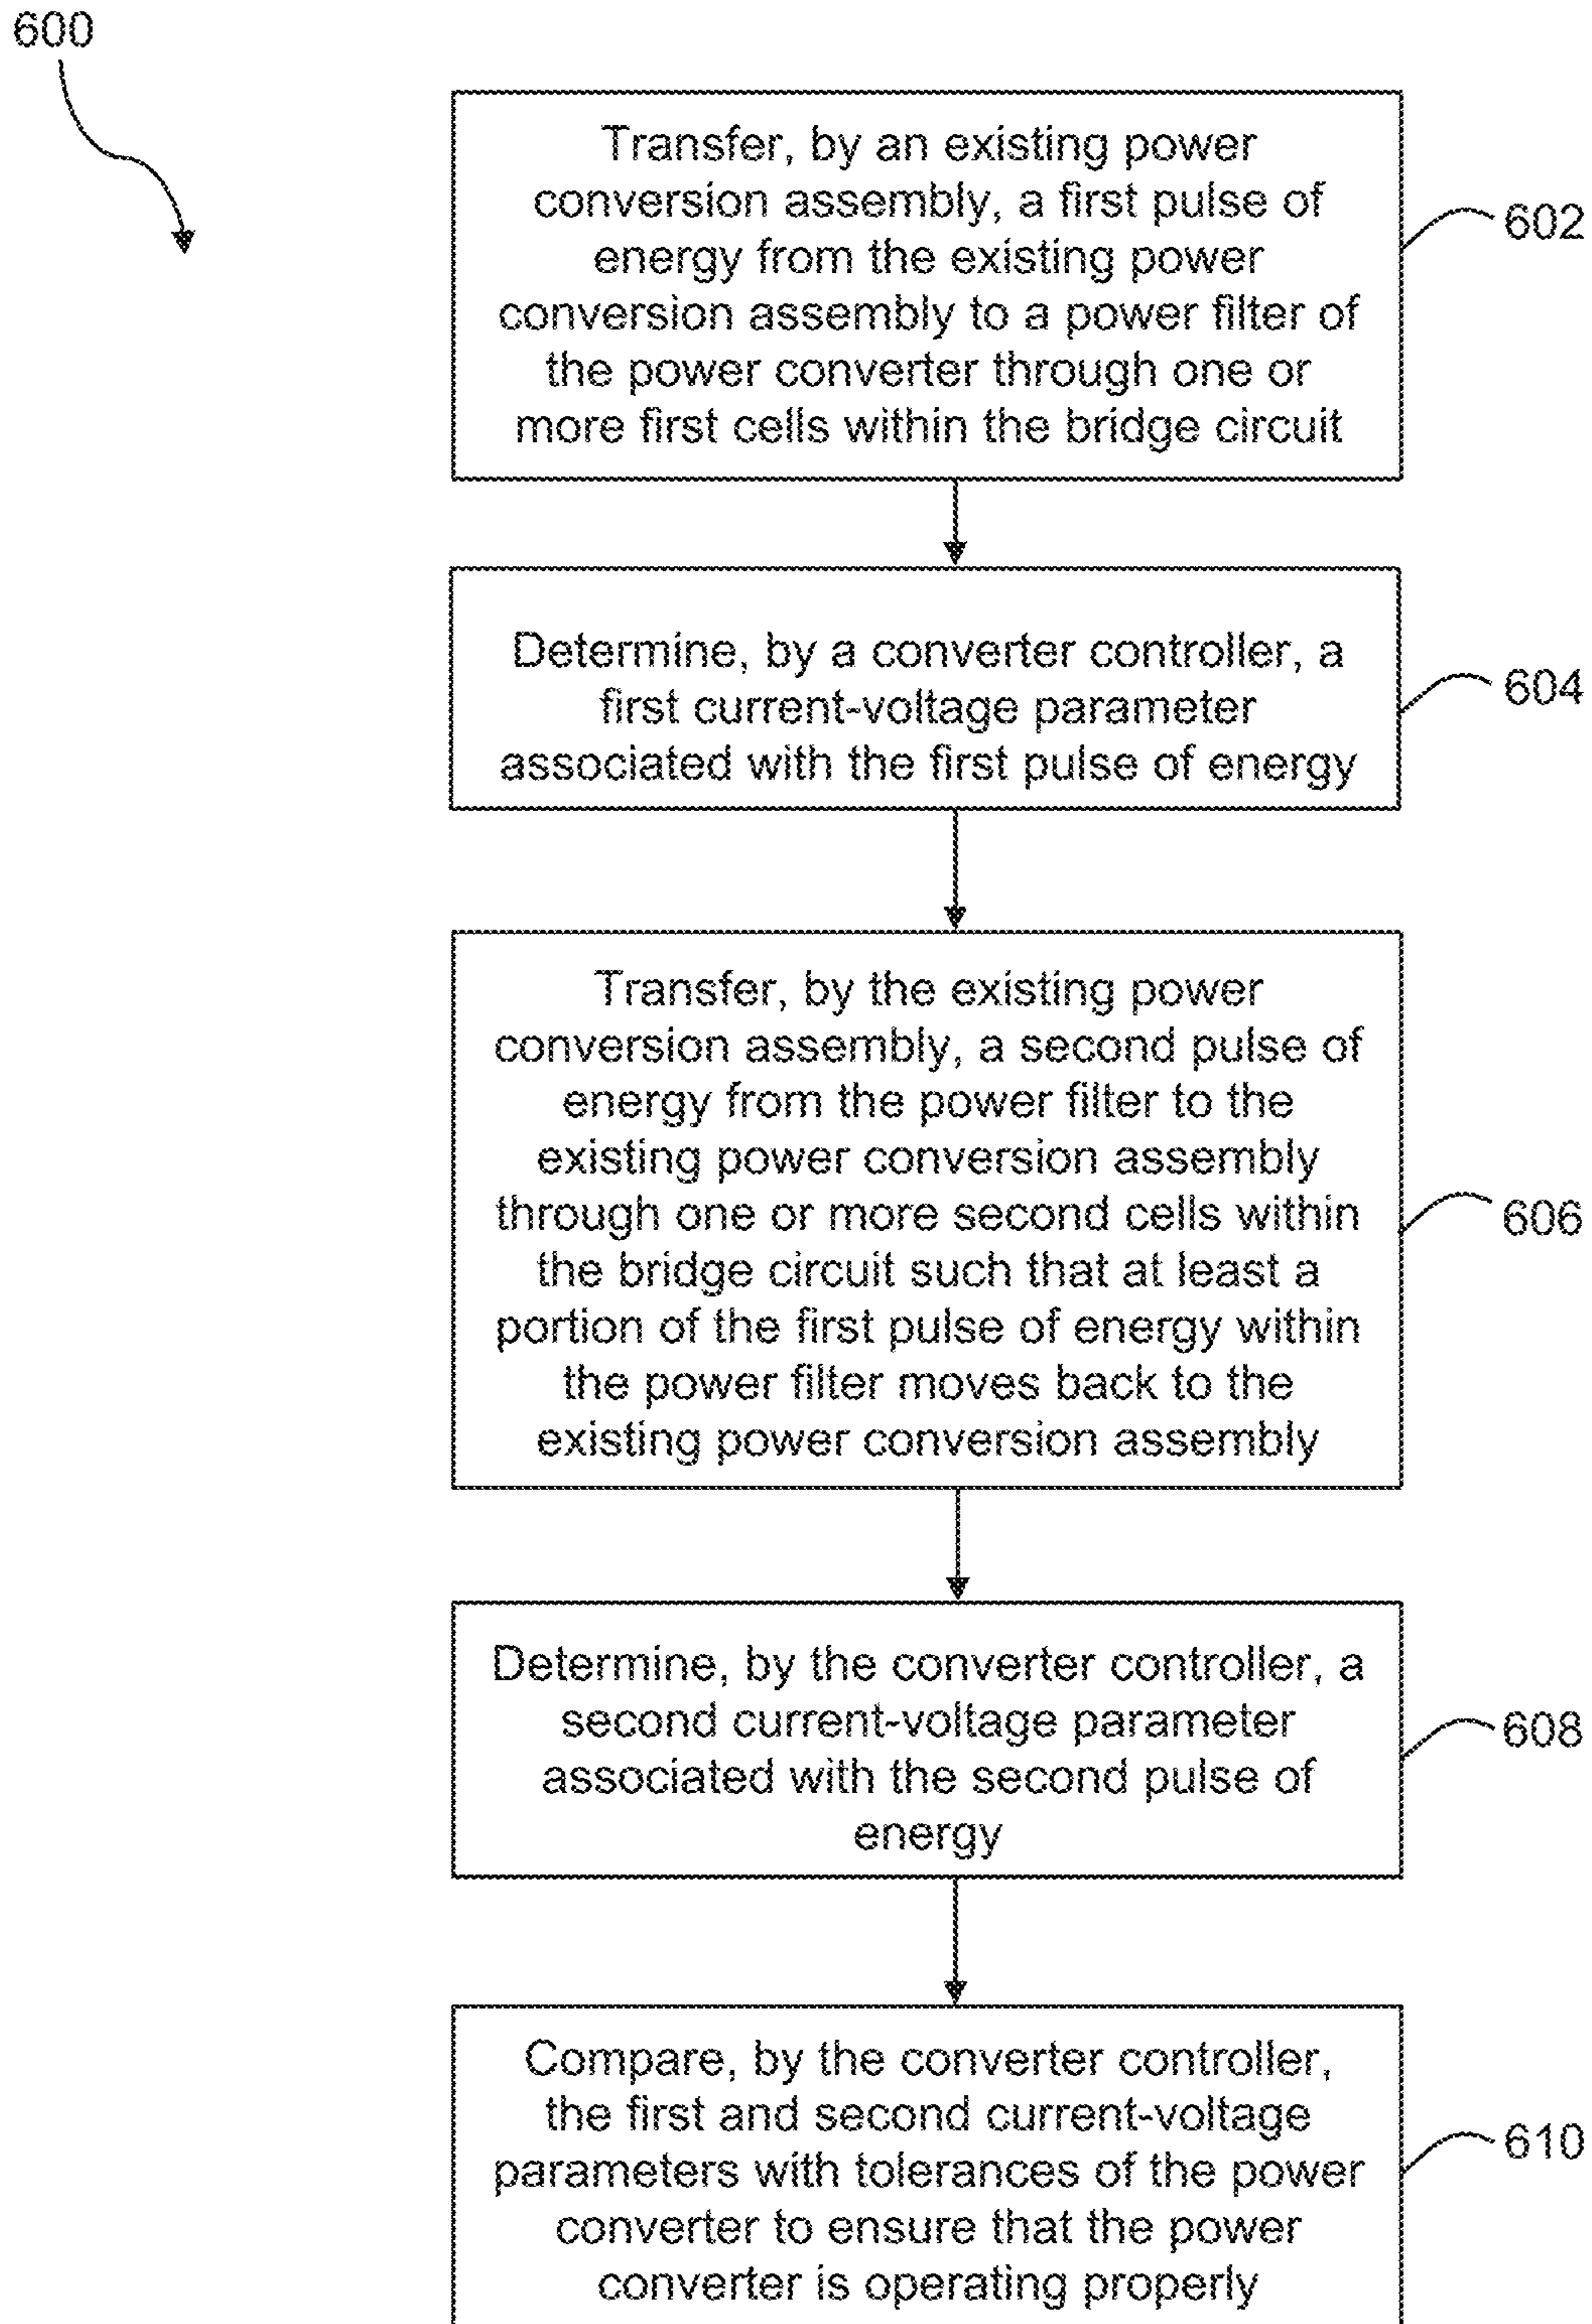 600
Transfer, by an existing power
conversion assembly, a first pulse of
energy from the existing power
conversion assembly to a power filter of
the power converter through one or
more first cells within the bridge circuit
602
Determine, by a converter controller, a
first current-voltage parameter
associated with the first pulse of energy
604
Transfer, by the existing power
conversion assembly, a second pulse of
energy from the power filter to the
existing power conversion assembly
through one or more second cells within
the bridge circuit such that at least a
portion of the first pulse of energy within
the power filter moves back to the
existing power conversion assembly
606
Determine, by the converter controller, a
second current-voltage parameter
associated with the second pulse of
energy
608
Compare, by the converter controller,
the first and second current-voltage
parameters with tolerances of the power
converter to ensure that the power
converter is operating properly
610